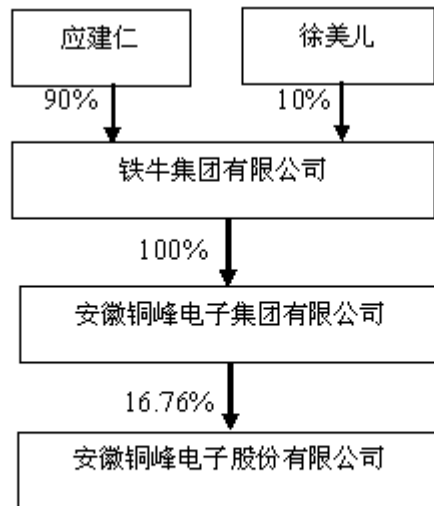 应建仁
徐美儿
90%
10%
铁牛集团有限公司
100%
安徽铜峰电子集团有限公司
16.76%
安徽铜峰电子股份有限公司